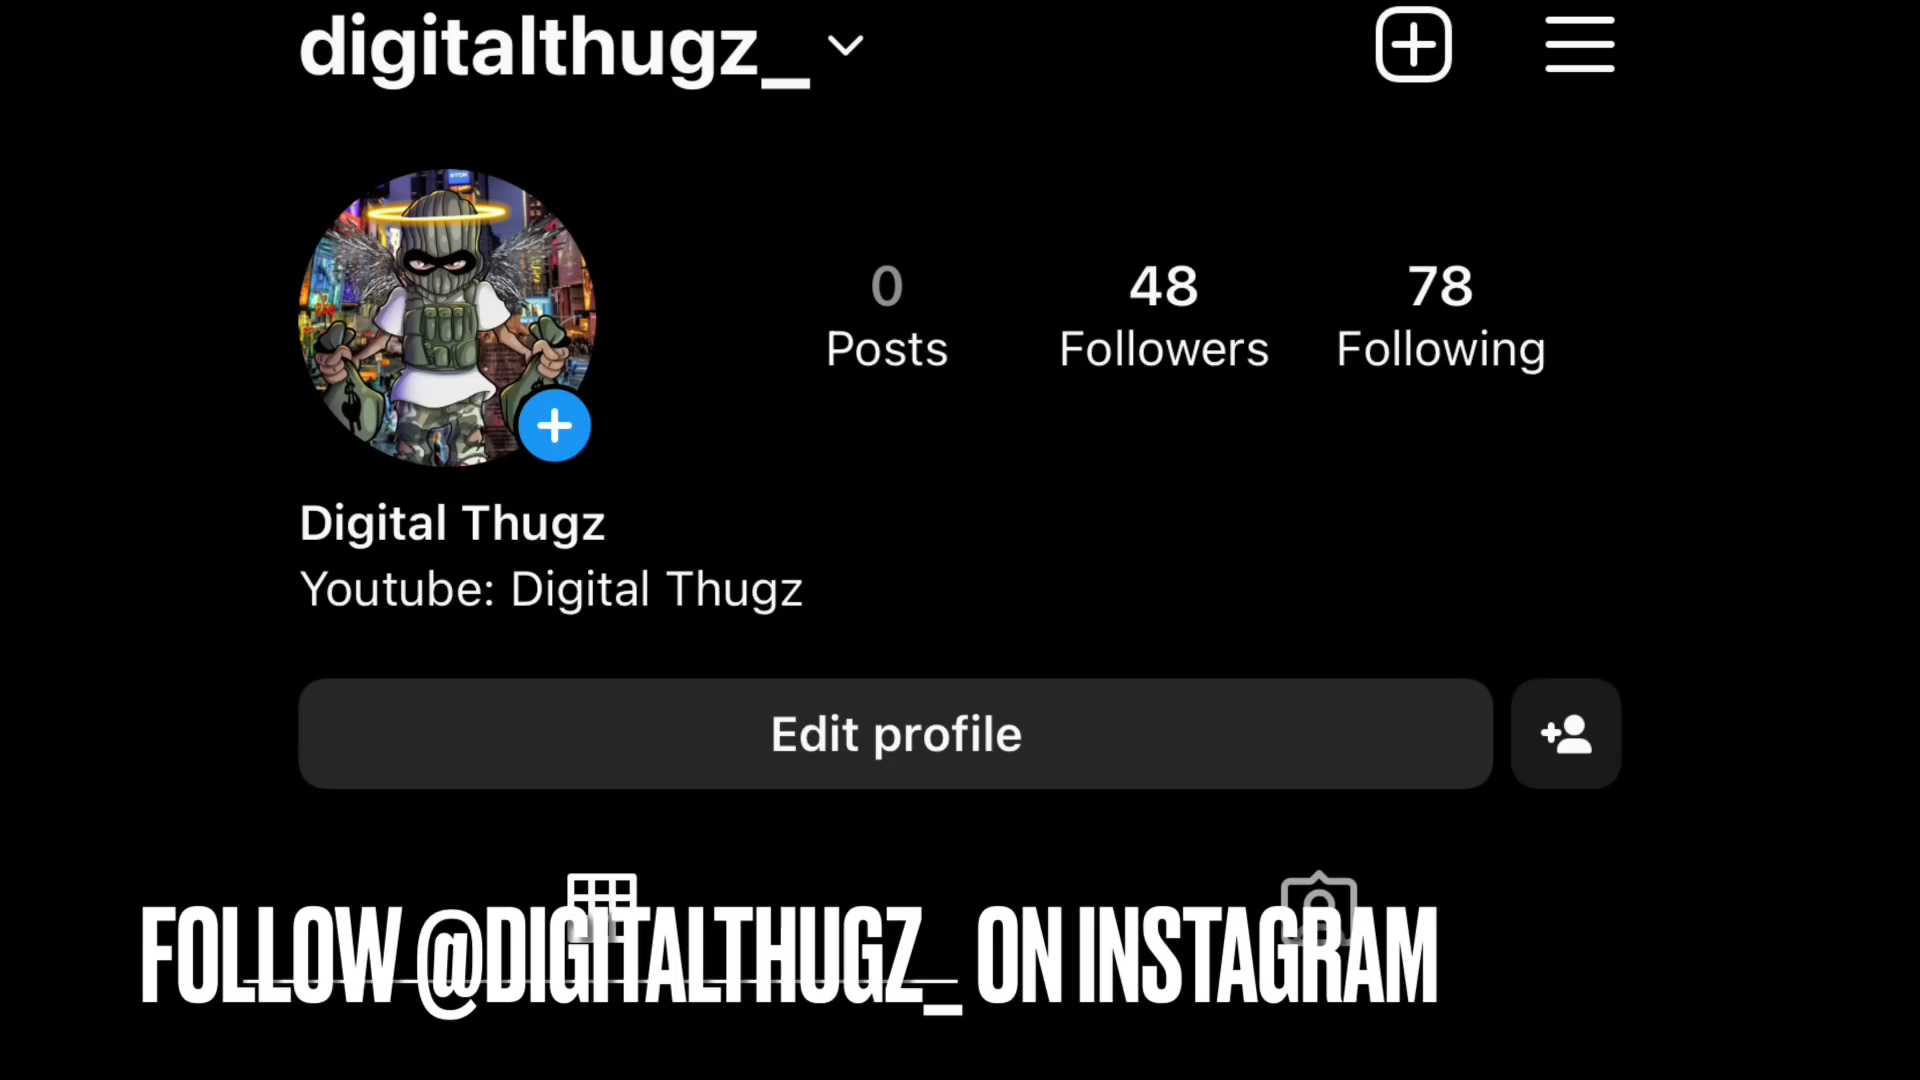 digitalthugz_
0
48
78
Posts
Followers
Following
Digital Thugz
Youtube: Digital Thugz
Edit profile
FOLLOW @DIGITALTHUGZ_ ON INSTAGRAM